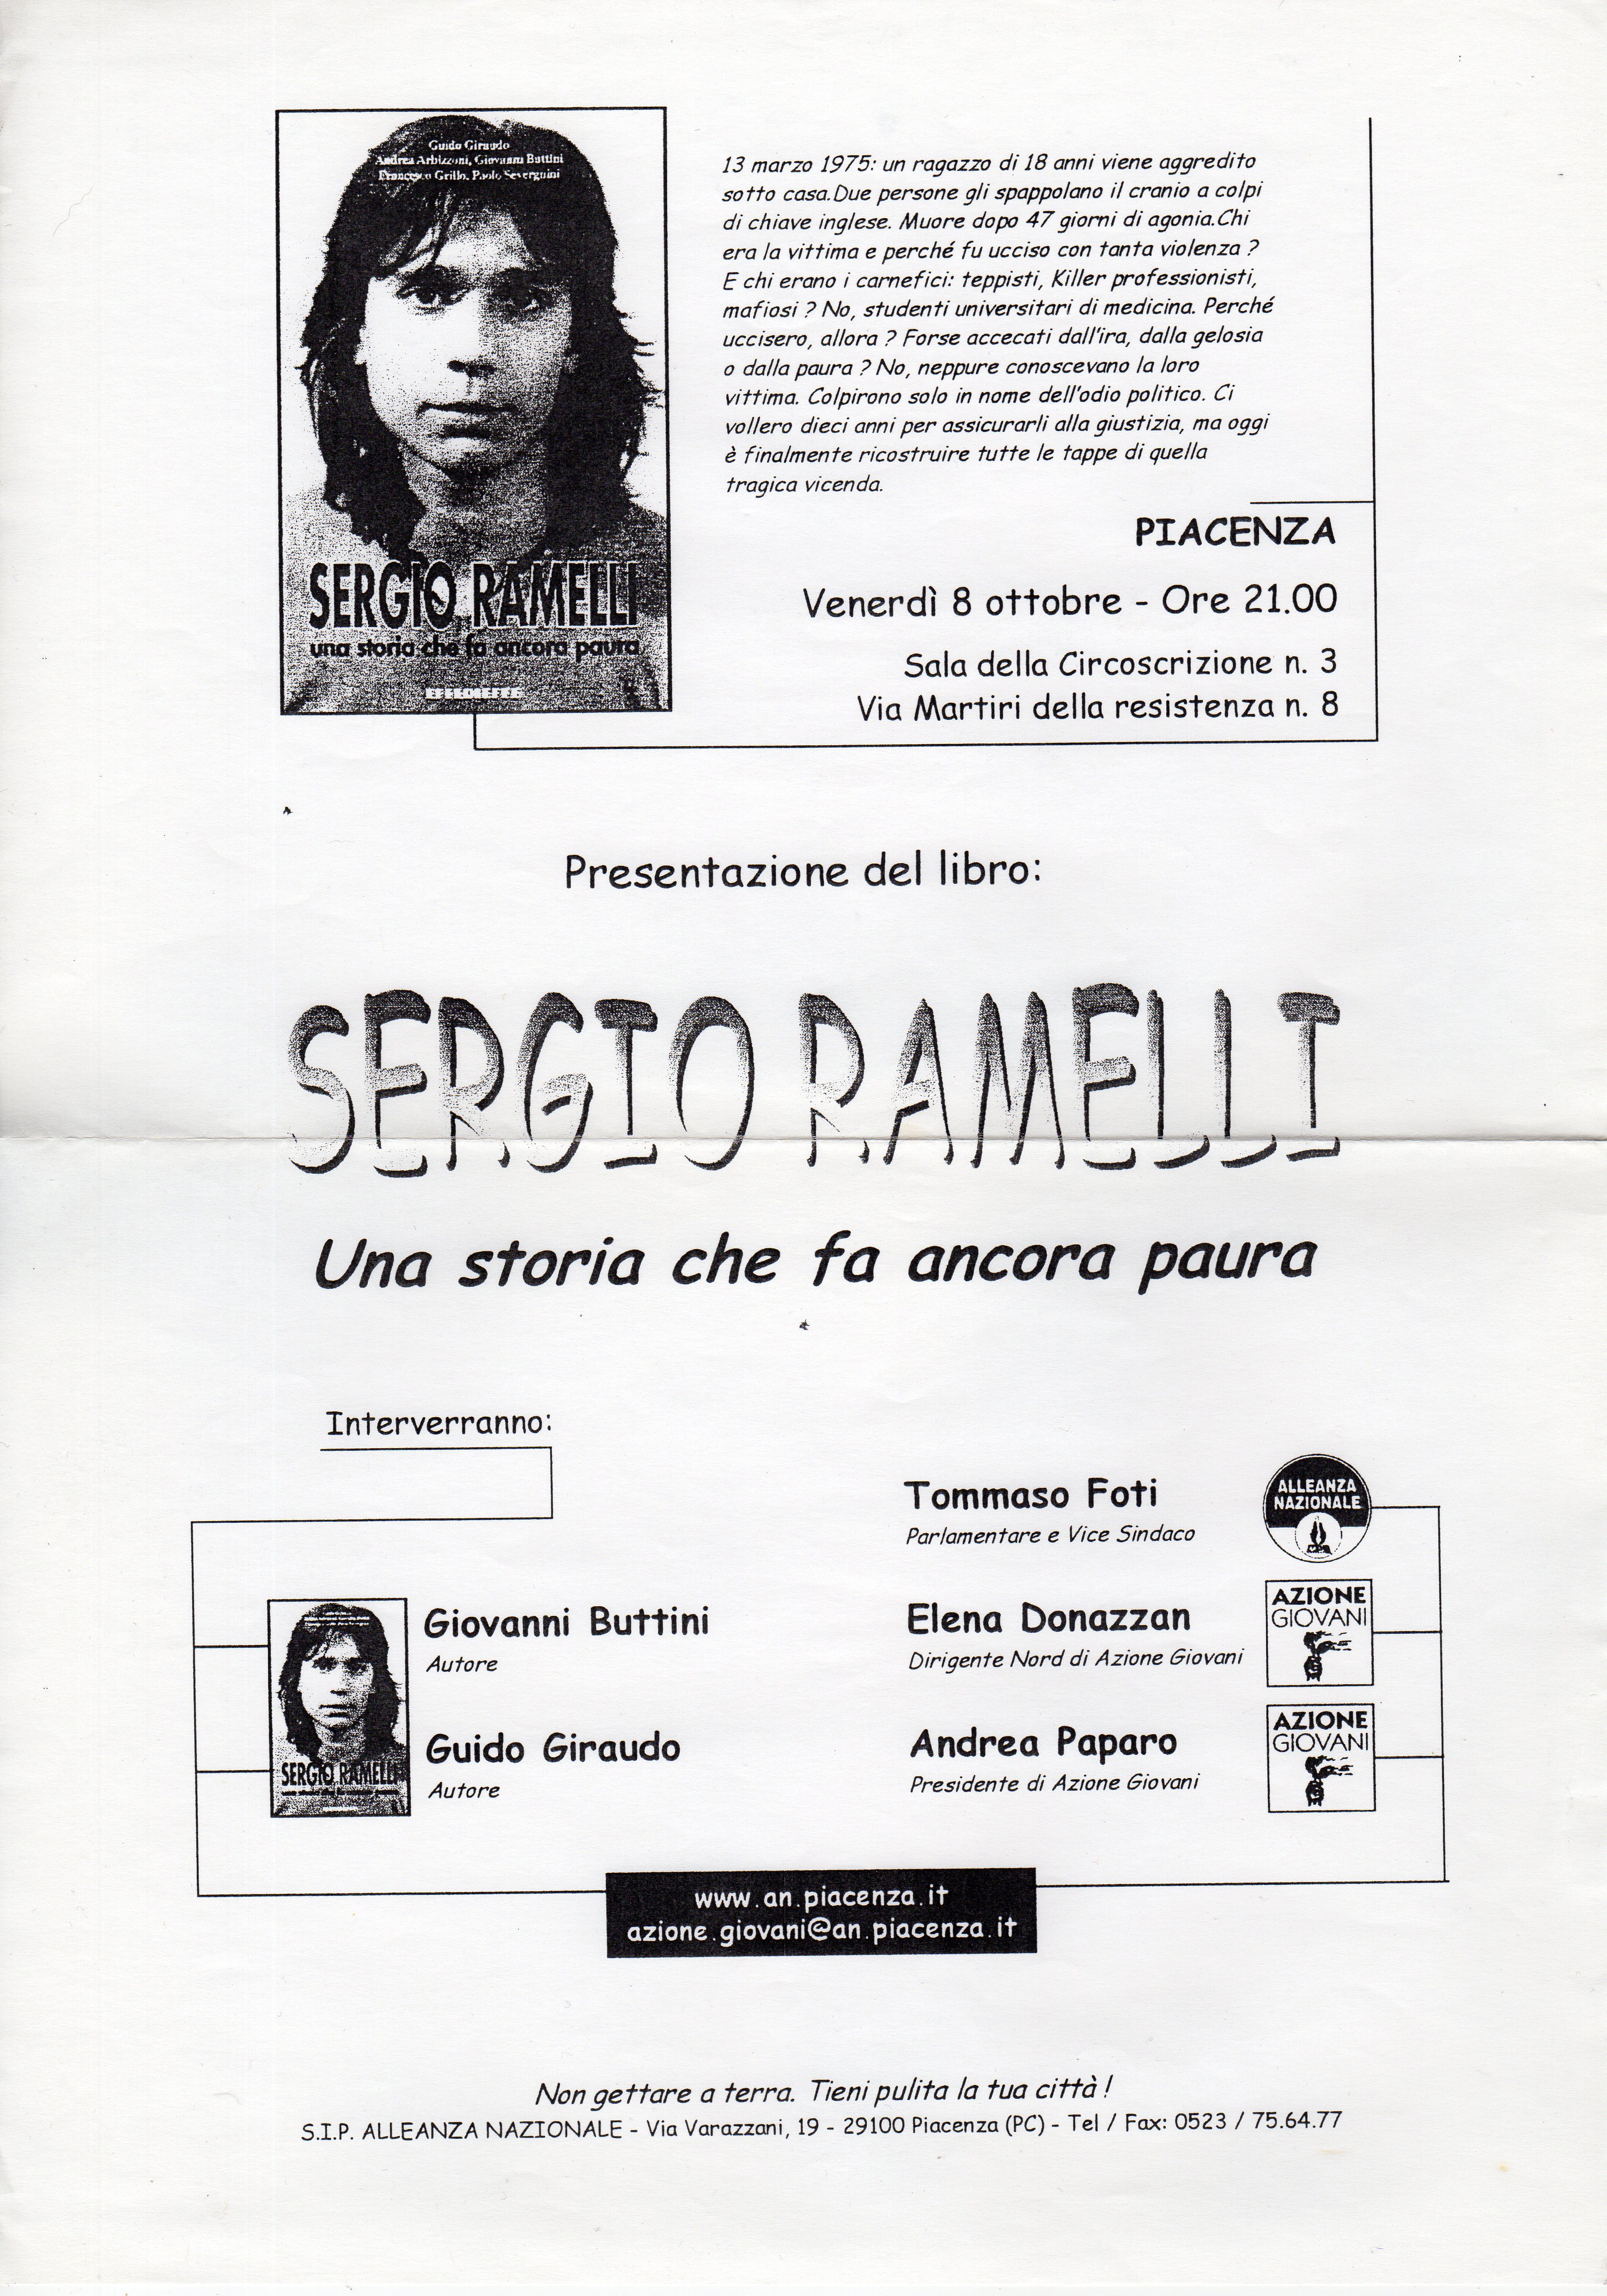 Guido Giraudo
Andrea Arbizzoni, Giovanni Buttini
Francesco Grillo, Paolo Severgnini
SERGIO RAMELLI
una storia che fa ancora paura
13 marzo 1975: un ragazzo di 18 anni viene aggredito
sotto casa.Due persone gli spappolano il cranio a colpi
di chiave inglese. Muore dopo 47 giorni di agonia.Chi
era la vittima e perché fu ucciso con tanta violenza ?
E chi erano i carnefici: teppisti, Killer professionisti,
mafiosi ? No, studenti universitari di medicina. Perché
uccisero, allora ? Forse accecati dall'ira, dalla gelosia
o dalla paura ? No, neppure conoscevano la loro
vittima. Colpirono solo in nome dell'odio politico. Ci
vollero dieci anni per assicurarli alla giustizia, ma oggi
è finalmente ricostruire tutte le tappe di quella
tragica vicenda.
PIACENZA
Venerdì 8 ottobre - Ore 21.00
Sala della Circoscrizione n. 3
Via Martiri della resistenza n. 8
Presentazione del libro:
SERGIO RAMELLI
Una storia che fa ancora paura
Interverranno:
SERGIO RAMELLI
Giovanni Buttini
Autore
Guido Giraudo
Autore
Tommaso Foti
Parlamentare e Vice Sindaco
ALLEANZA
NAZIONALE
Elena Donazzan
Dirigente Nord di Azione Giovani
AZIONE
GIOVANI
Andrea Paparo
Presidente di Azione Giovani
AZIONE
GIOVANI
www.an.piacenza.it
azione.giovani@an.piacenza.it
Non gettare a terra. Tieni pulita la tua città !
S.I.P. ALLEANZA NAZIONALE - Via Varazzani, 19 - 29100 Piacenza (PC) - Tel / Fax: 0523 / 75.64.77